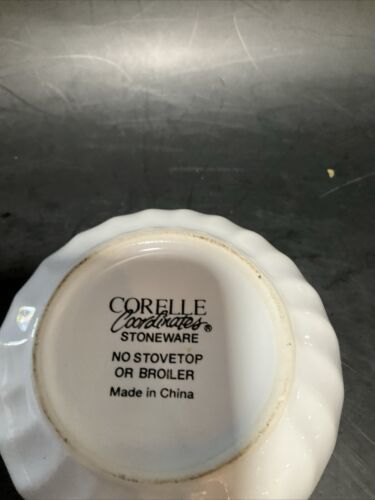 CORELLE
Coordinates®
STONEWARE
NO STOVETOP
OR BROILER
Made in China